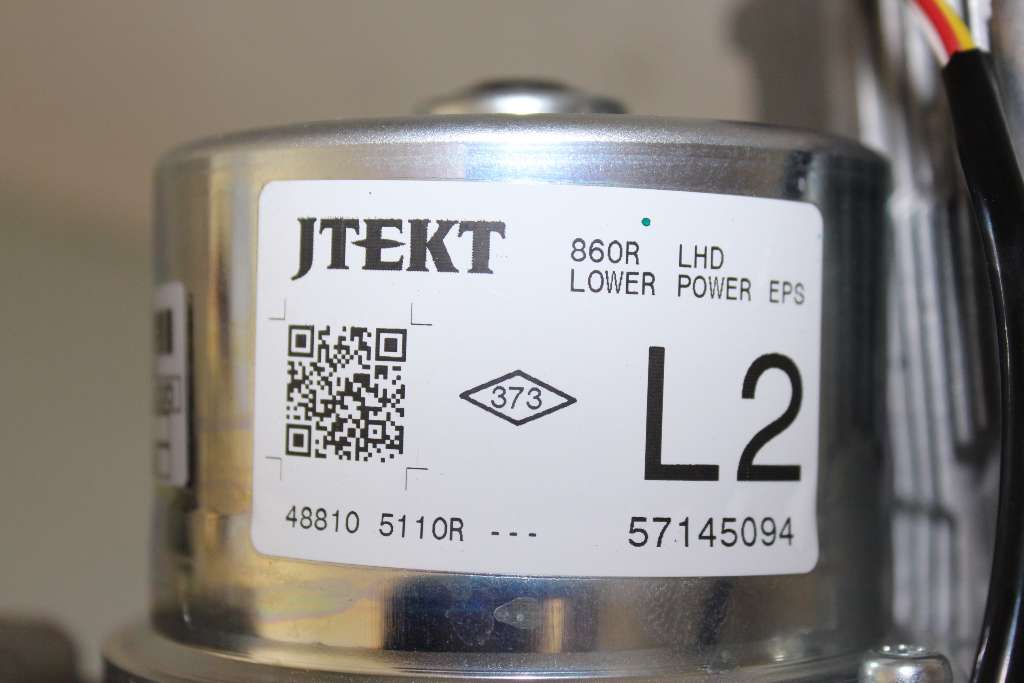 JTEKT
860R LHD
LOWER POWER EPS
373
L2
48810 5110R ---
57145094